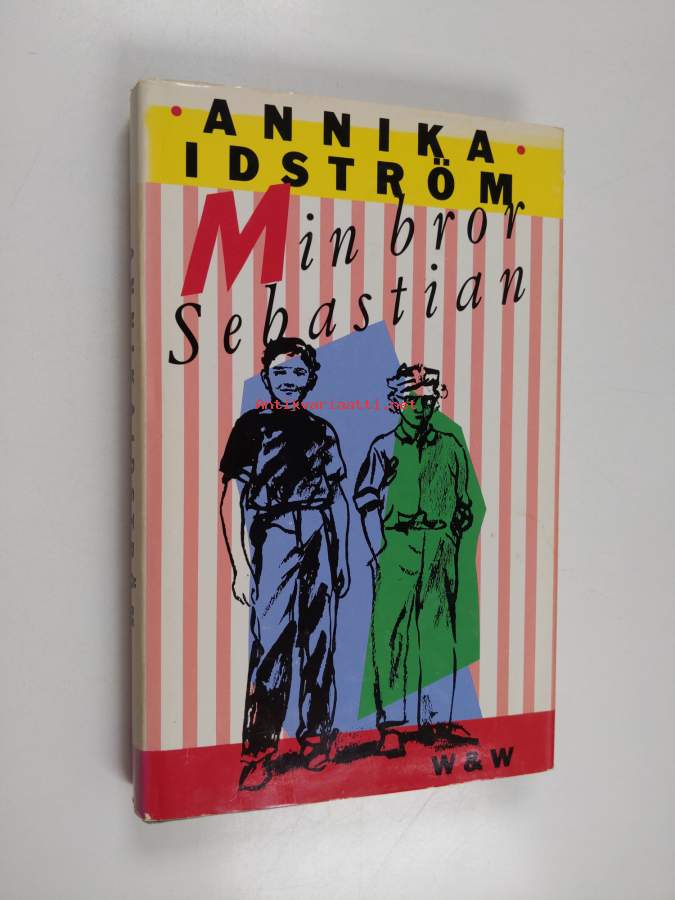 • ANNIKA •
IDSTRÖM
Min bror
Sebastian
Antikvariaatti.net
W & W